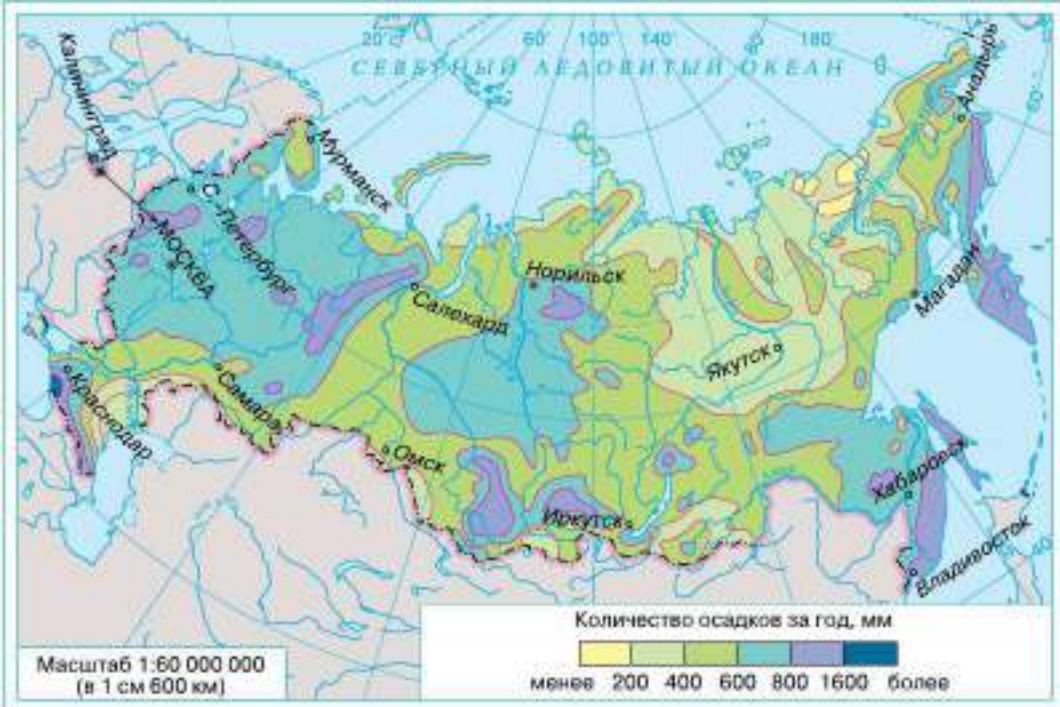 20°
60°
100°
140°
180°
СЕВЕРНЫЙ ЛЕДОВИТЫЙ ОКЕАН
Калининград
Мурманск
Анадырь
С.-Петербург
МОСКВА
Норильск
Салехард
Магадан
Якутск
Краснодар
Самара
Омск
Хабаровск
Иркутск
Владивосток
Количество осадков за год, мм
менее 200 400 600 800 1600 более
Масштаб 1:60 000 000
(в 1 см 600 км)